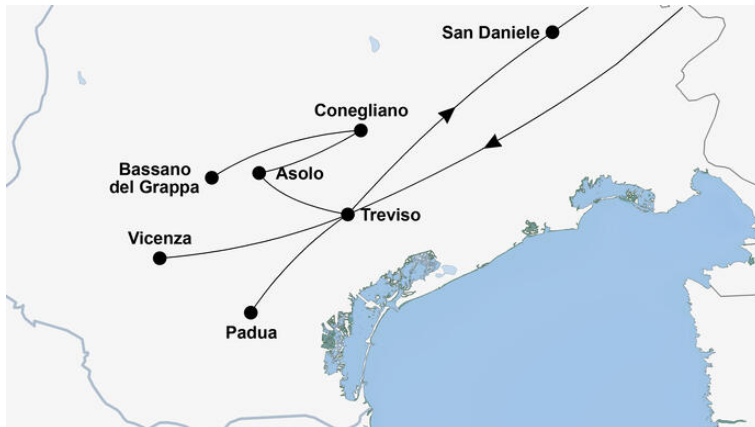 San Daniele
Conegliano
Bassano
del Grappa
Asolo
Treviso
Vicenza
Padua